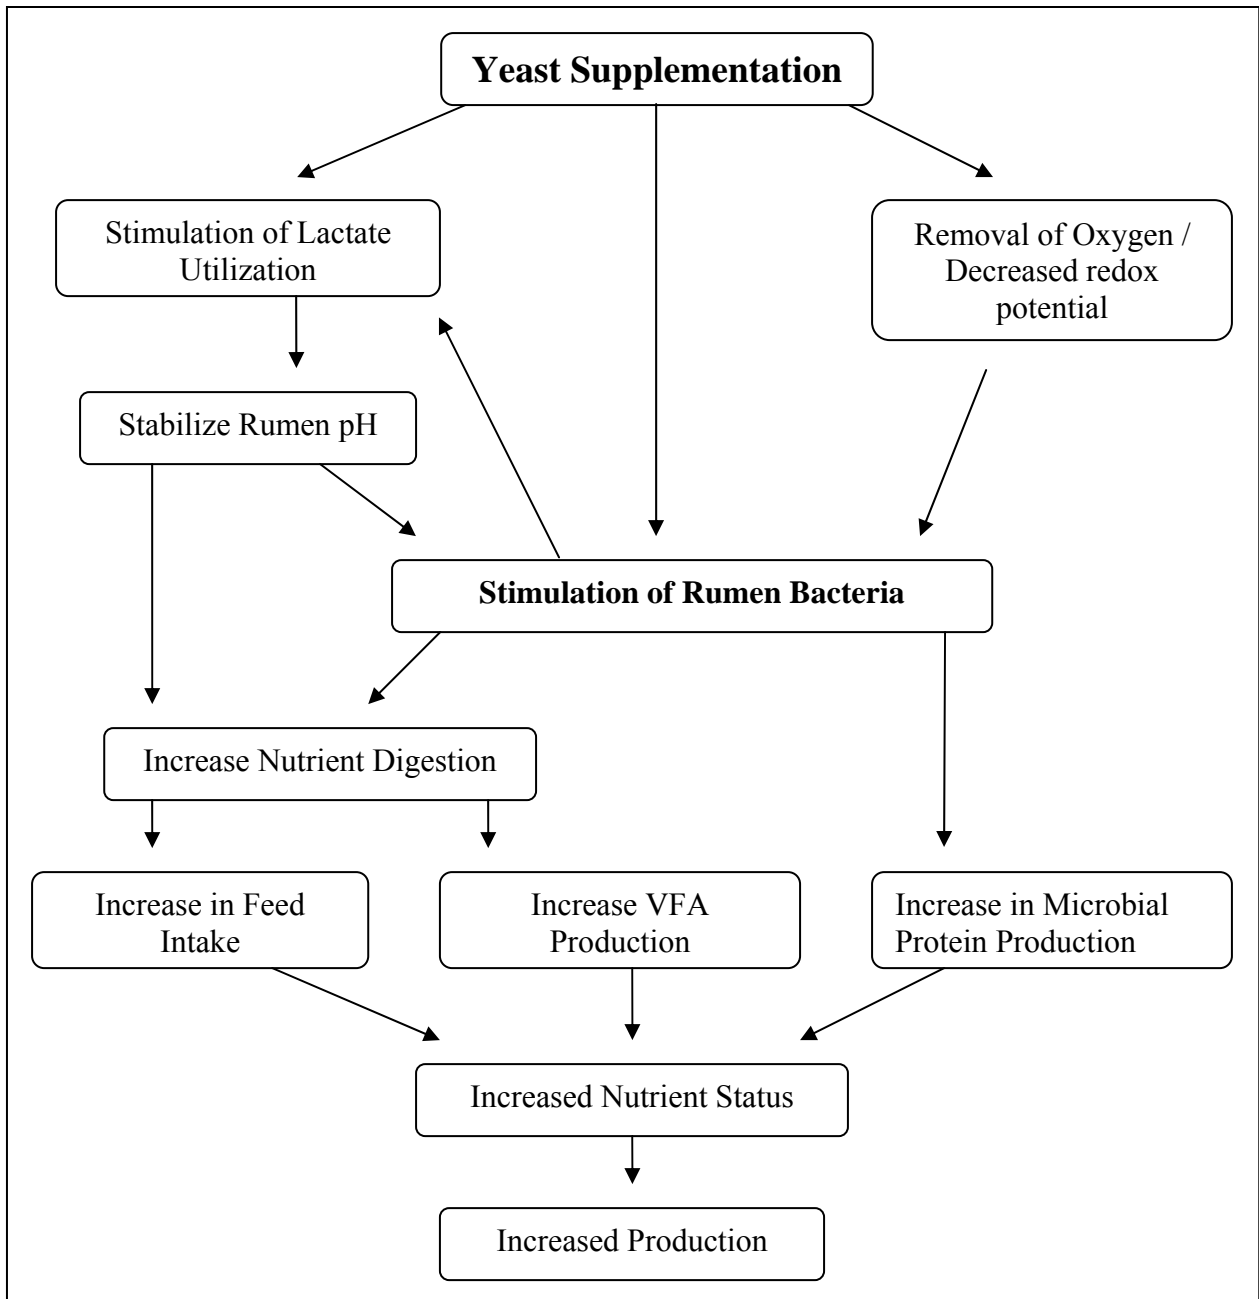 Yeast Supplementation
Stimulation of Lactate
Utilization
Removal of Oxygen /
Decreased redox
potential
Stabilize Rumen pH
Stimulation of Rumen Bacteria
Increase Nutrient Digestion
Increase in Feed
Intake
Increase VFA
Production
Increase in Microbial
Protein Production
Increased Nutrient Status
Increased Production